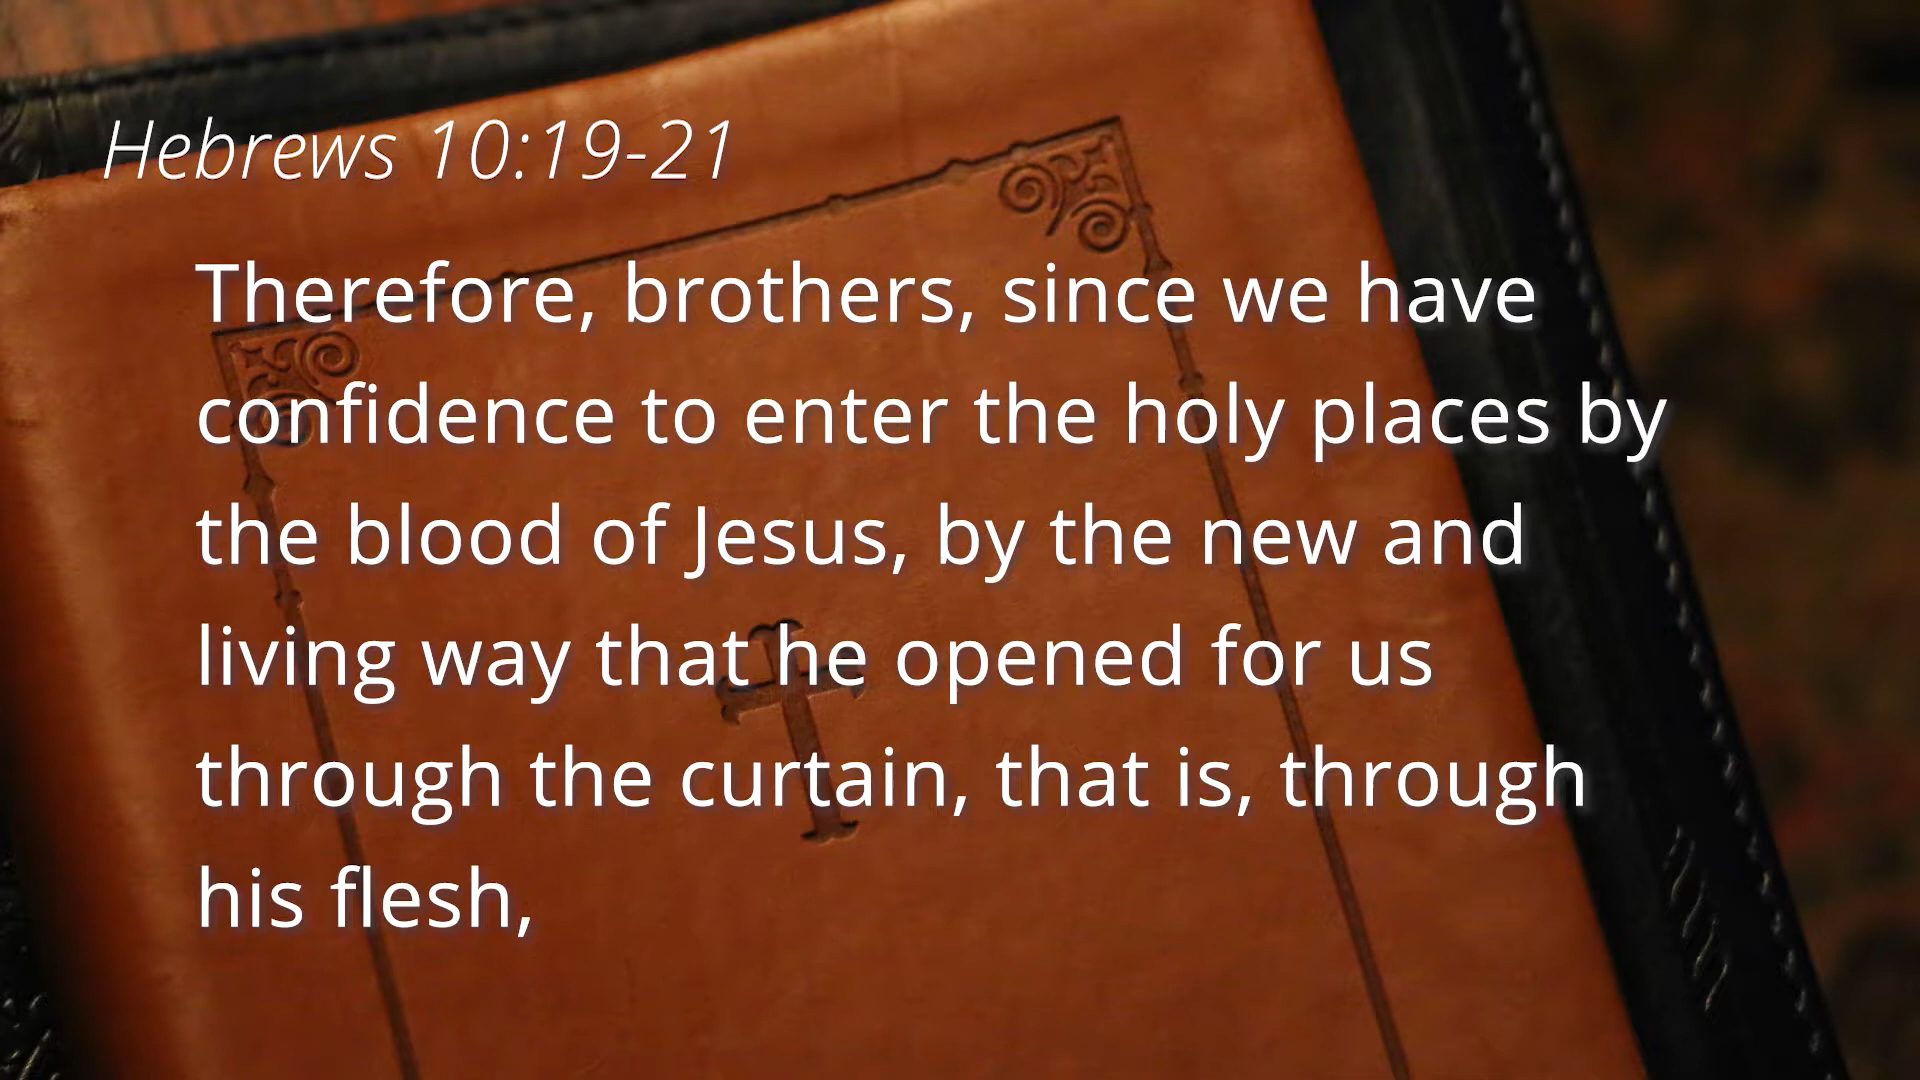 Hebrews 10:19-21
Therefore, brothers, since we have
confidence to enter the holy places by
the blood of Jesus, by the new and
living way that he opened for us
through the curtain, that is, through
his flesh,